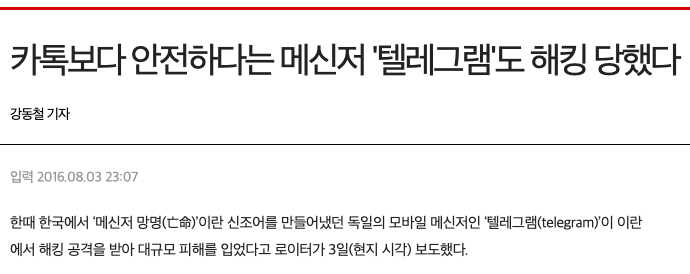 카톡보다 안전하다는 메신저 '텔레그램'도 해킹 당했다
강동철 기자
입력 2016.08.03 23:07
한때 한국에서 ‘메신저 망명(亡命)’이란 신조어를 만들어냈던 독일의 모바일 메신저인 ‘텔레그램(telegram)’이 이란
에서 해킹 공격을 받아 대규모 피해를 입었다고 로이터가 3일(현지 시각) 보도했다.